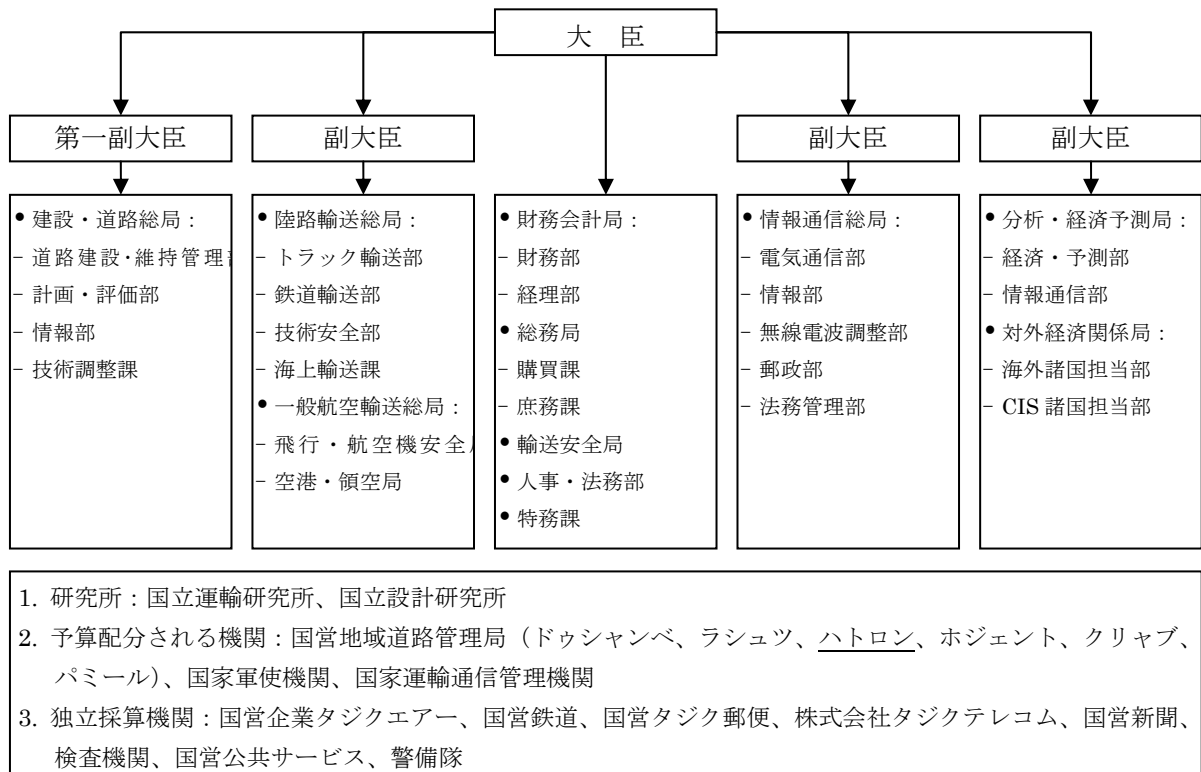 大　臣
第一副大臣
副大臣
副大臣
副大臣
● 建設・道路総局：
− 道路建設・維持管理
− 計画・評価部
− 情報部
− 技術調整課
● 陸路輸送総局：
− トラック輸送部
− 鉄道輸送部
− 技術安全部
− 海上輸送課
● 一般航空輸送総局：
− 飛行・航空機安全
− 空港・領空局
● 財務会計局：
− 財務部
− 経理部
● 総務局
− 購買課
− 庶務課
● 輸送安全局
● 人事・法務部
● 特務課
● 情報通信総局：
− 電気通信部
− 情報部
− 無線電波調整部
− 郵政部
− 法務管理部
● 分析・経済予測局：
− 経済・予測部
− 情報通信部
● 対外経済関係局：
− 海外諸国担当部
− CIS 諸国担当部
1. 研究所：国立運輸研究所、国立設計研究所
2. 予算配分される機関：国営地域道路管理局（ドゥシャンベ、ラシュツ、ハトロン、ホジェント、クリャブ、
パミール）、国家軍使機関、国家運輸通信管理機関
3. 独立採算機関：国営企業タジクエアー、国営鉄道、国営タジク郵便、株式会社タジクテレコム、国営新聞、
検査機関、国営公共サービス、警備隊